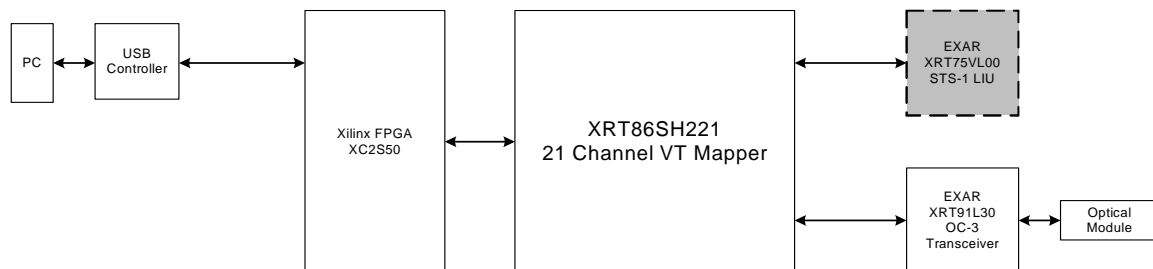 PC
USB
Controller
Xilinx FPGA
XC2S50
XRT86SH221
21 Channel VT Mapper
EXAR
XRT75VL00
STS-1 LIU
EXAR
XRT91L30
OC-3
Transceiver
Optical
Module